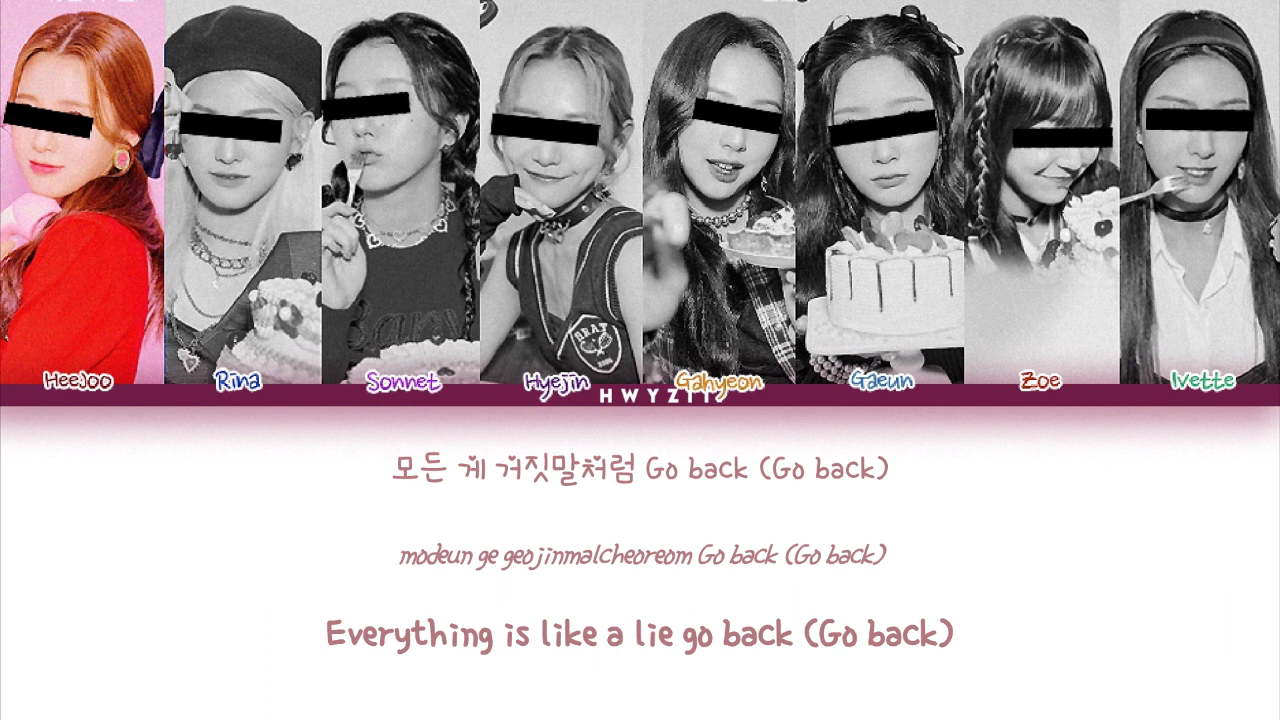 HeeJoo Rina Sonnet Hyejin Gahyeon Gaeun Zoe Ivette
모든 게 거짓말처럼 Go back (Go back)
modeun ge geojinmalcheoreom Go back (Go back)
Everything is like a lie go back (Go back)
BRAT